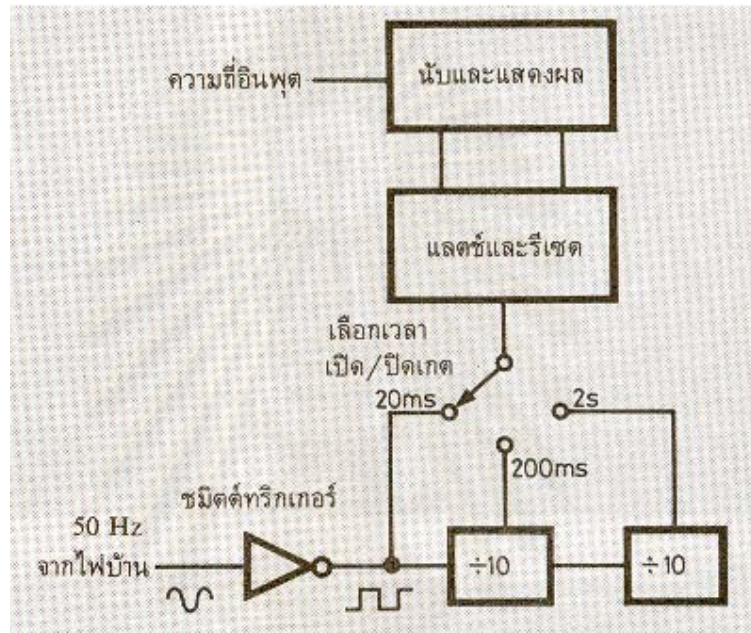 ความถี่อินพุต
นับและแสดงผล
แลตช์และรีเซต
เลือกเวลา
เปิด/ปิดเกต
20ms
2s
200ms
ชมิตต์ทริกเกอร์
50 Hz
จากไฟบ้าน
÷10
÷10